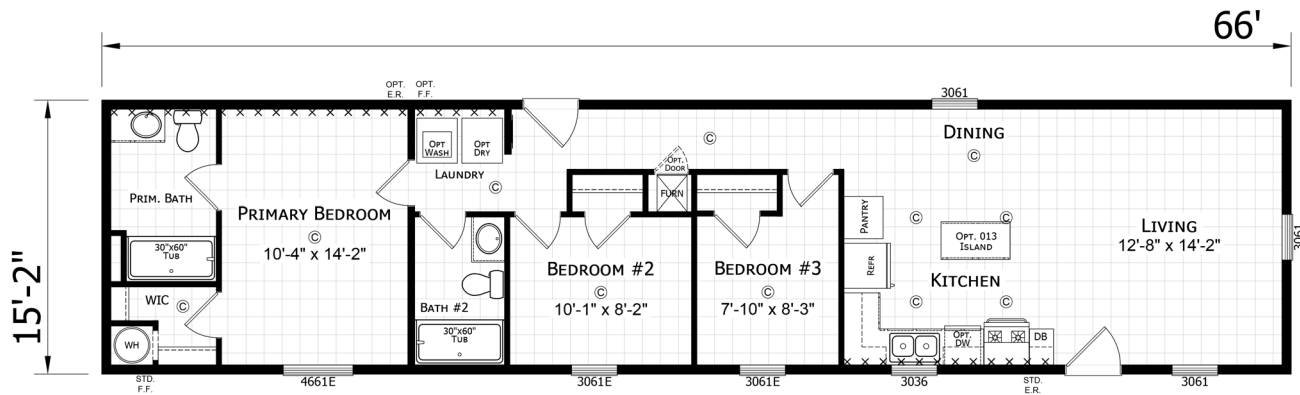 66'
15'-2"
OPT.
E.R.
OPT.
F.F.
3061
OPT
WASH
OPT
DRY
LAUNDRY
OPT.
DOOR
FURN
©
DINING
©
©
PRIM. BATH
30"x60"
TUB
WIC
WH
PRIMARY BEDROOM
©
10'-4" x 14'-2"
©
BATH #2
30"x60"
TUB
BEDROOM #2
©
10'-1" x 8'-2"
BEDROOM #3
©
7'-10" x 8'-3"
PANTRY
REFR
©
©
OPT. 013
ISLAND
KITCHEN
©
©
OPT.
DW
DB
LIVING
12'-8" x 14'-2"
3061
STD.
F.F.
4661E
3061E
3061E
3036
STD.
E.R.
3061